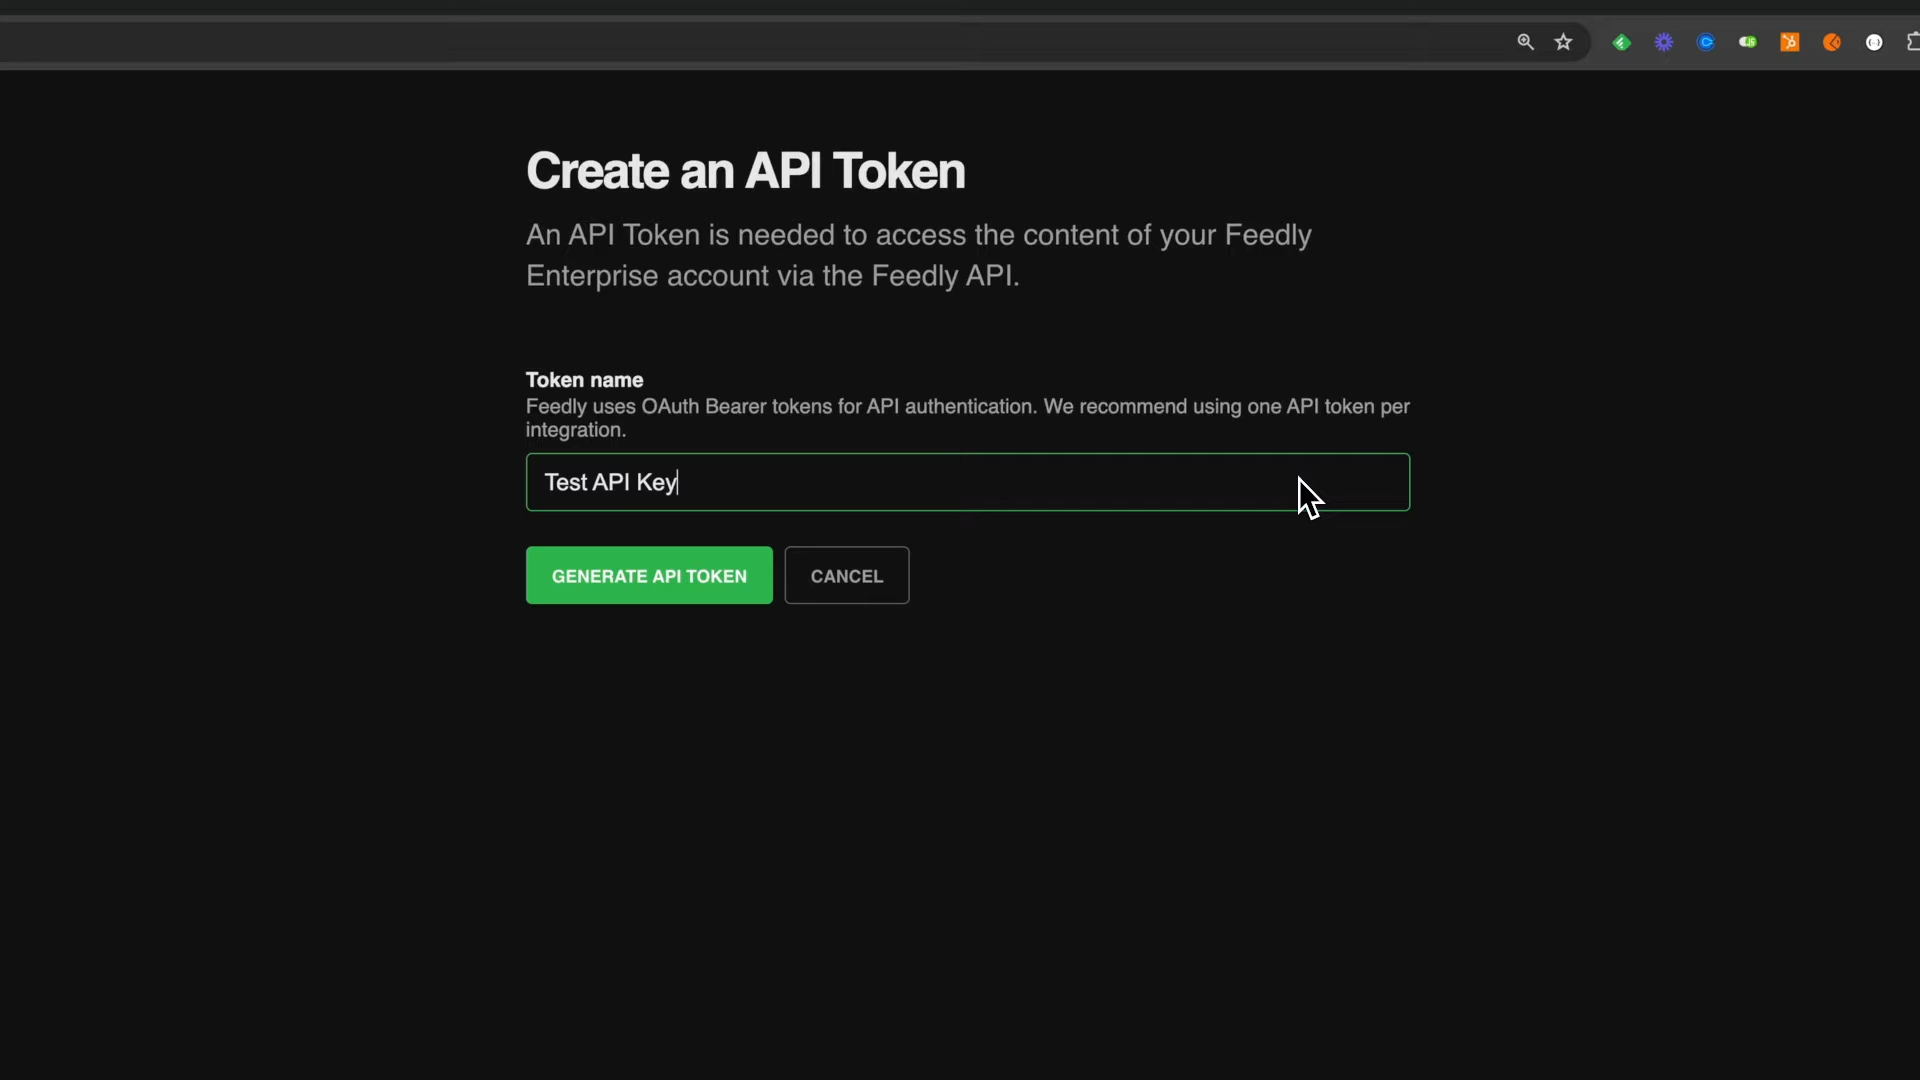 Create an API Token
An API Token is needed to access the content of your Feedly
Enterprise account via the Feedly API.
Token name
Feedly uses OAuth Bearer tokens for API authentication. We recommend using one API token per
integration.
Test API Key
GENERATE API TOKEN
CANCEL